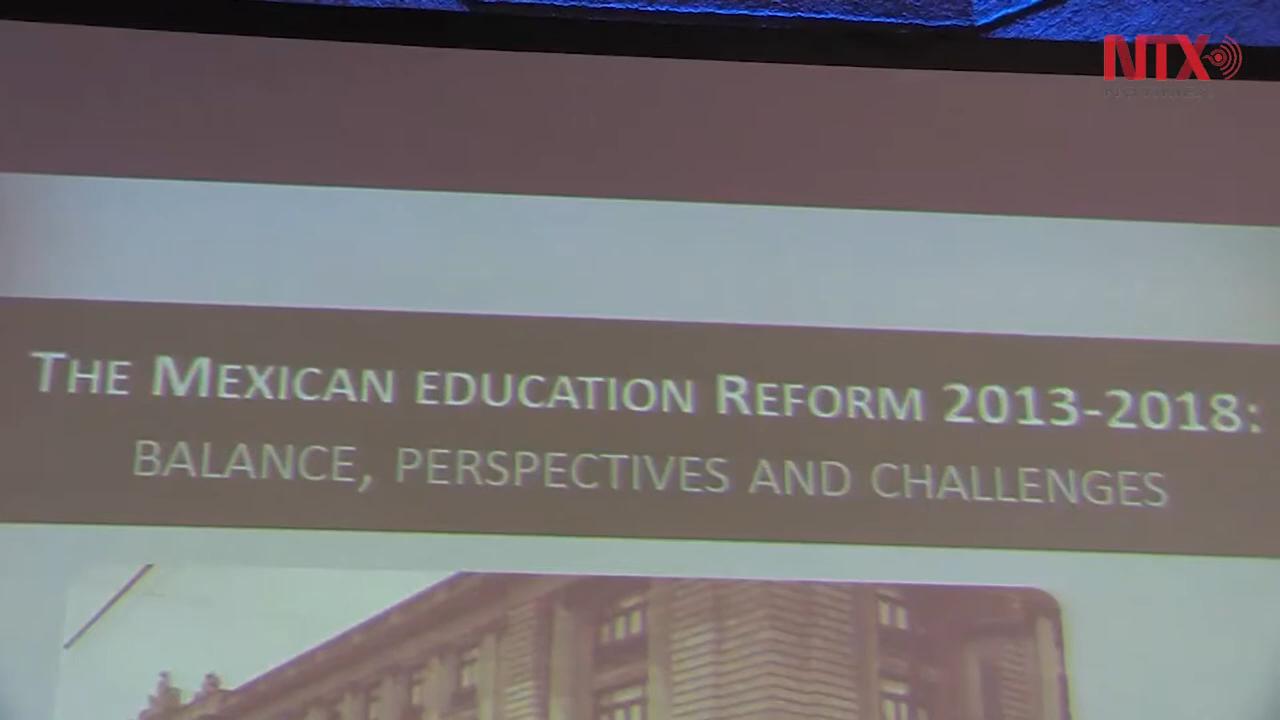 NTX
THE MEXICAN EDUCATION REFORM 2013-2018:
BALANCE, PERSPECTIVES AND CHALLENGES